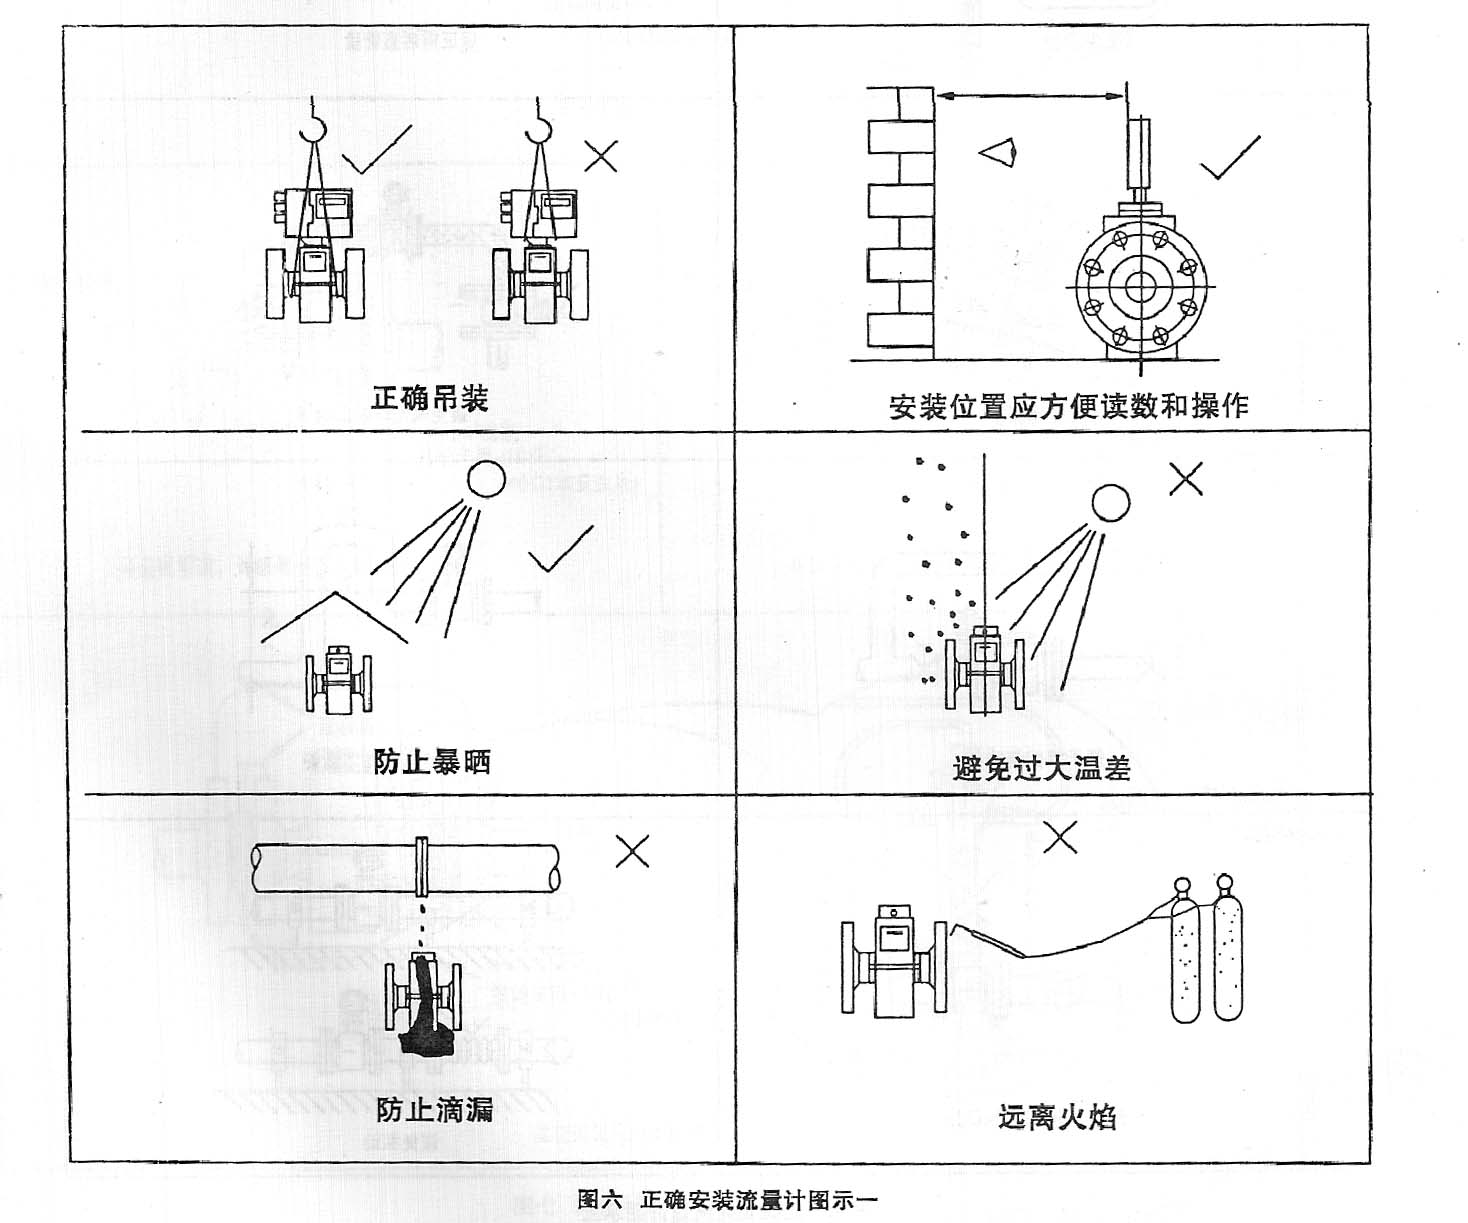 正确吊装
安装位置应方便读数和操作
防止暴晒
避免过大温差
防止滴漏
远离火焰
图六 正确安装流量计图示一